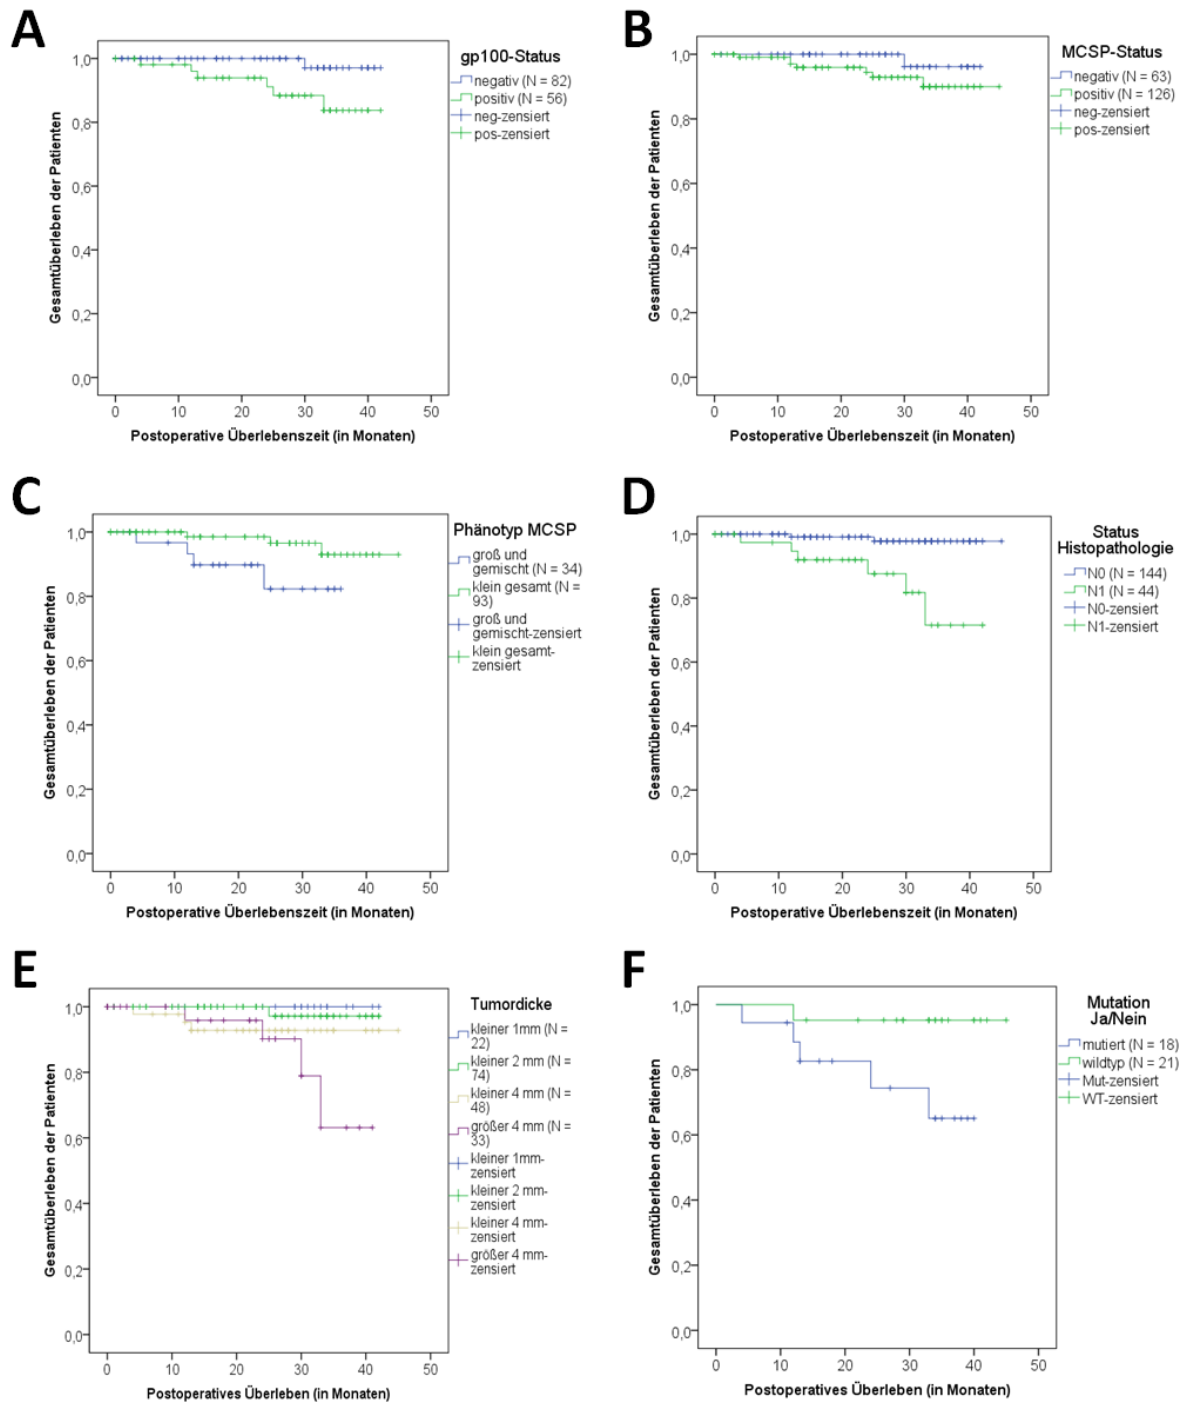 A
gp100-Status
negativ (N = 82)
positiv (N = 56)
neg-zensiert
pos-zensiert
1,0
0,8
0,6
0,4
0,2
0,0
Gesamtüberleben der Patienten
0 10 20 30 40 50
Postoperative Überlebenszeit (in Monaten)
B
MCSP-Status
negativ (N = 63)
positiv (N = 126)
neg-zensiert
pos-zensiert
1,0
0,8
0,6
0,4
0,2
0,0
Gesamtüberleben der Patienten
0 10 20 30 40 50
Postoperative Überlebenszeit (in Monaten)
C
Phänotyp MCSP
groß und
gemischt (N = 34)
klein gesamt (N =
93)
groß und
gemischt-zensiert
klein gesamt-
zensiert
1,0
0,8
0,6
0,4
0,2
0,0
Gesamtüberleben der Patienten
0 10 20 30 40 50
Postoperative Überlebenszeit (in Monaten)
D
Status
Histopathologie
N0 (N = 144)
N1 (N = 44)
N0-zensiert
N1-zensiert
1,0
0,8
0,6
0,4
0,2
0,0
Gesamtüberleben der Patienten
0 10 20 30 40 50
Postoperative Überlebenszeit (in Monaten)
E
Tumordicke
kleiner 1mm (N =
22)
kleiner 2 mm (N =
74)
kleiner 4 mm (N =
48)
größer 4 mm (N =
33)
kleiner 1mm-
zensiert
kleiner 2 mm-
zensiert
kleiner 4 mm-
zensiert
größer 4 mm-
zensiert
1,0
0,8
0,6
0,4
0,2
0,0
Gesamtüberleben der Patienten
0 10 20 30 40 50
Postoperatives Überleben (in Monaten)
F
Mutation
Ja/Nein
mutiert (N = 18)
wildtyp (N = 21)
Mut-zensiert
WT-zensiert
1,0
0,8
0,6
0,4
0,2
0,0
Gesamtüberleben der Patienten
0 10 20 30 40 50
Postoperatives Überleben (in Monaten)